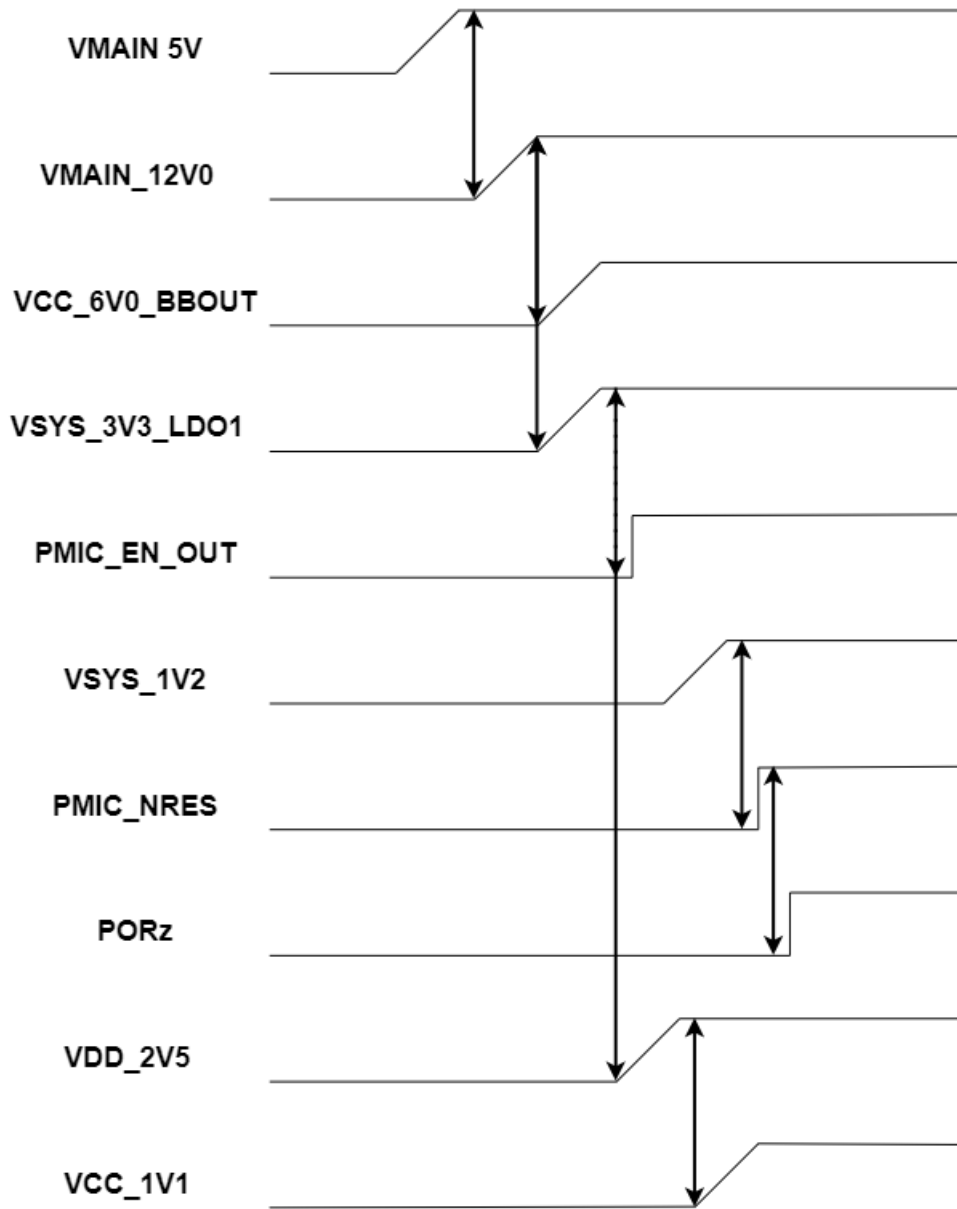 VMAIN 5V
VMAIN_12V0
VCC_6V0_BBOUT
VSYS_3V3_LDO1
PMIC_EN_OUT
VSYS_1V2
PMIC_NRES
PORz
VDD_2V5
VCC_1V1